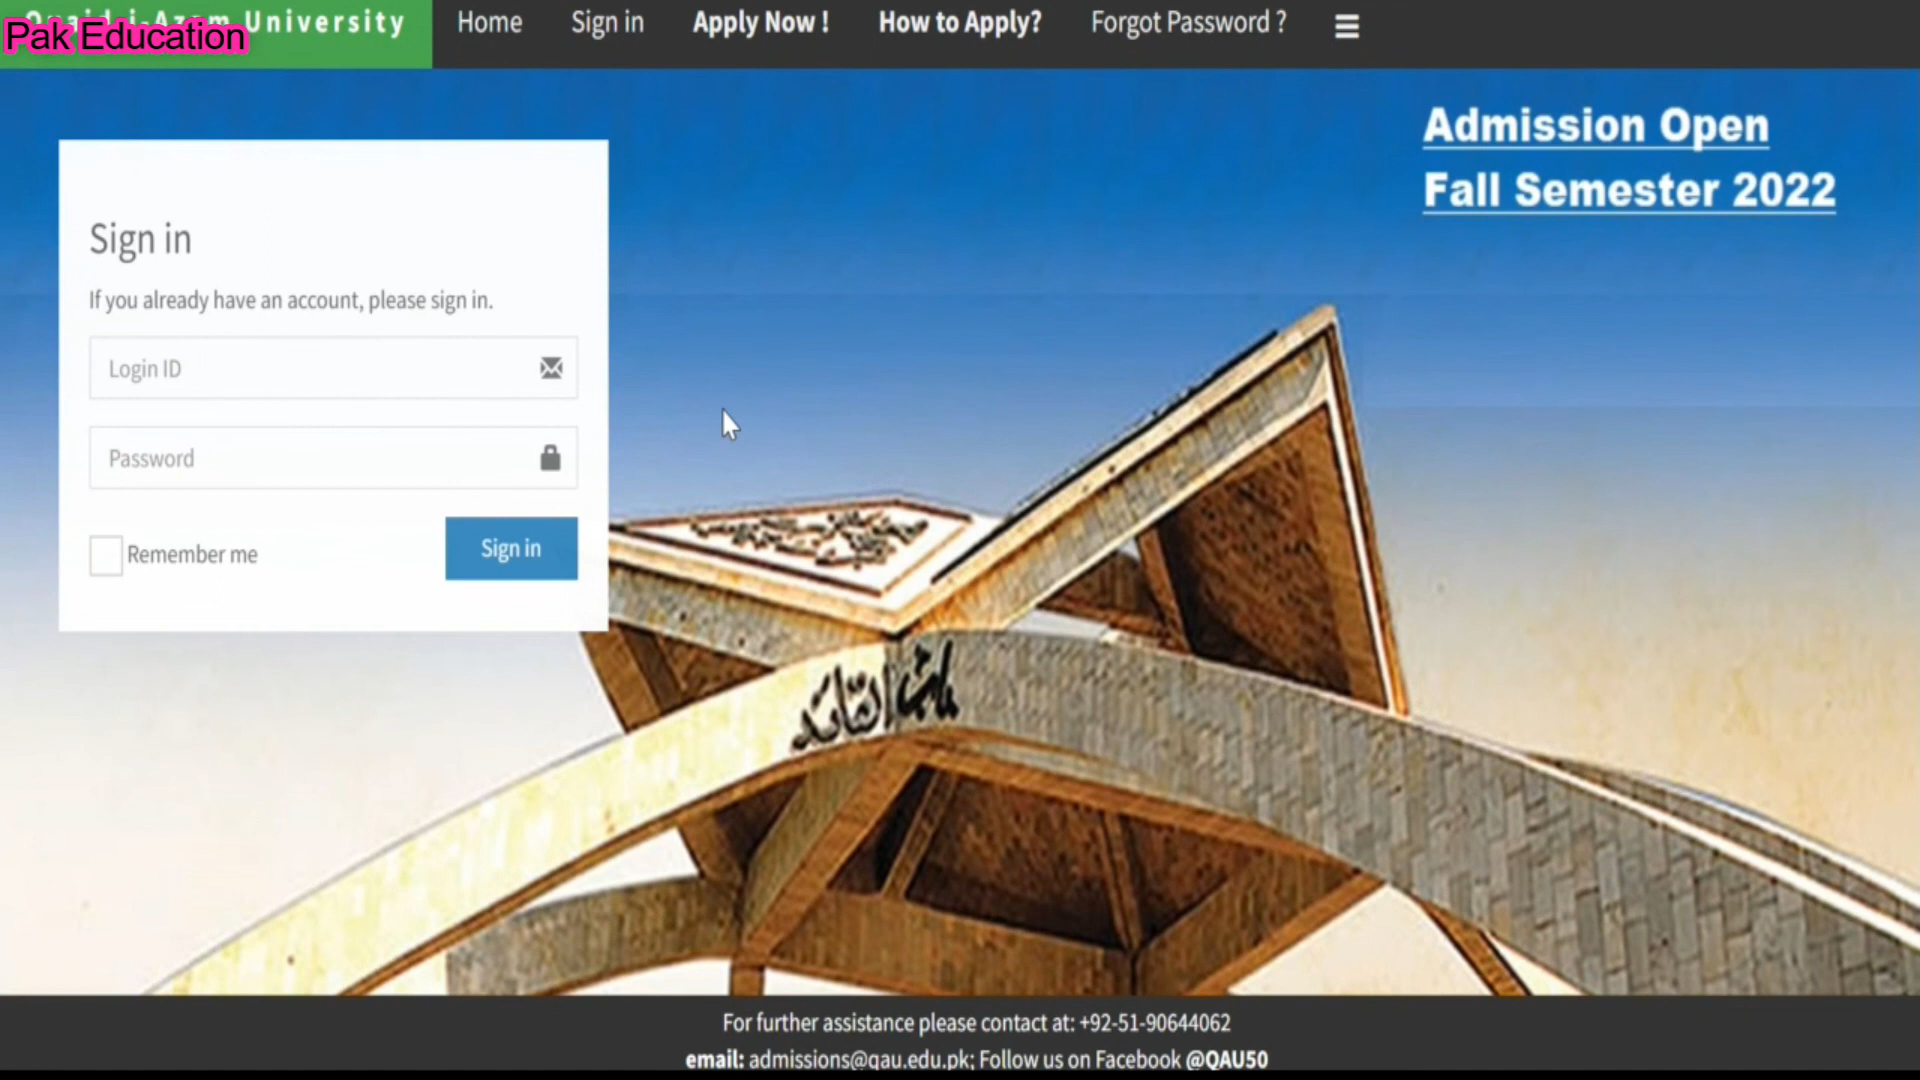 Pak Education
University
Home
Sign in
Apply Now !
How to Apply?
Forgot Password ?
Admission Open
Fall Semester 2022
Sign in
If you already have an account, please sign in.
Login ID
Password
Remember me
Sign in
باب القائد
For further assistance please contact at: +92-51-90644062
email: admissions@qau.edu.pk; Follow us on Facebook @QAU50